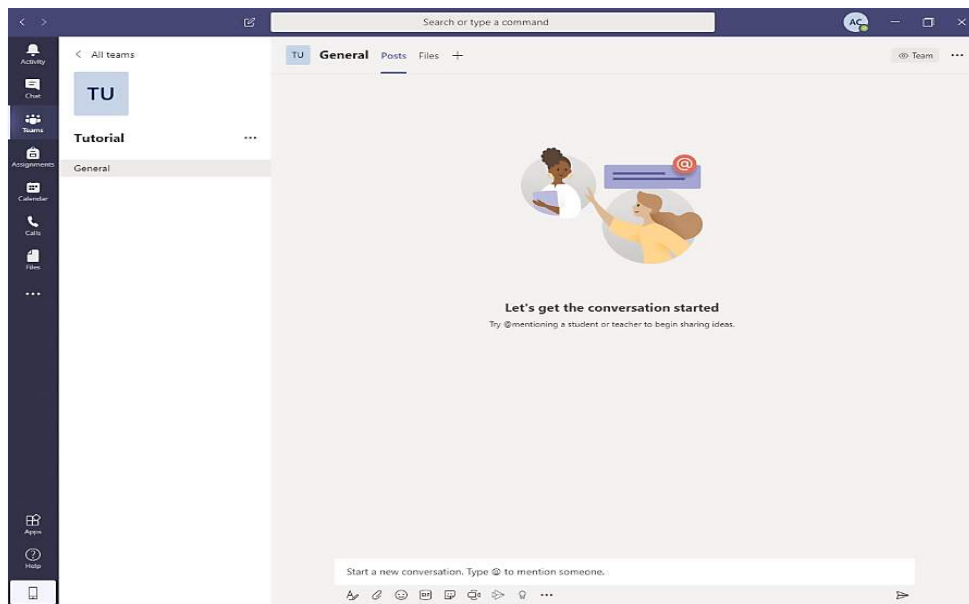 Search or type a command
AC
Activity
Chat
Teams
Assignments
Calendar
Calls
Files
Apps
Help
All teams
TU
Tutorial
General
TU General Posts Files +
Team
@
Let's get the conversation started
Try @mentioning a student or teacher to begin sharing ideas.
Start a new conversation. Type @ to mention someone.
GIF